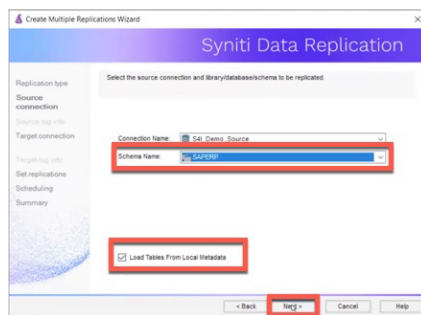 Create Multiple Replications Wizard
Syniti Data Replication
Select the source connection and library/database/schema to be replicated.
Replication type
Source
connection
Source log info
Target connection
Target log info
Set replications
Scheduling
Summary
Connection Name:
S4I_Demo_Source
Schema Name:
SAPERP
Load Tables From Local Metadata
< Back
Next >
Cancel
Help